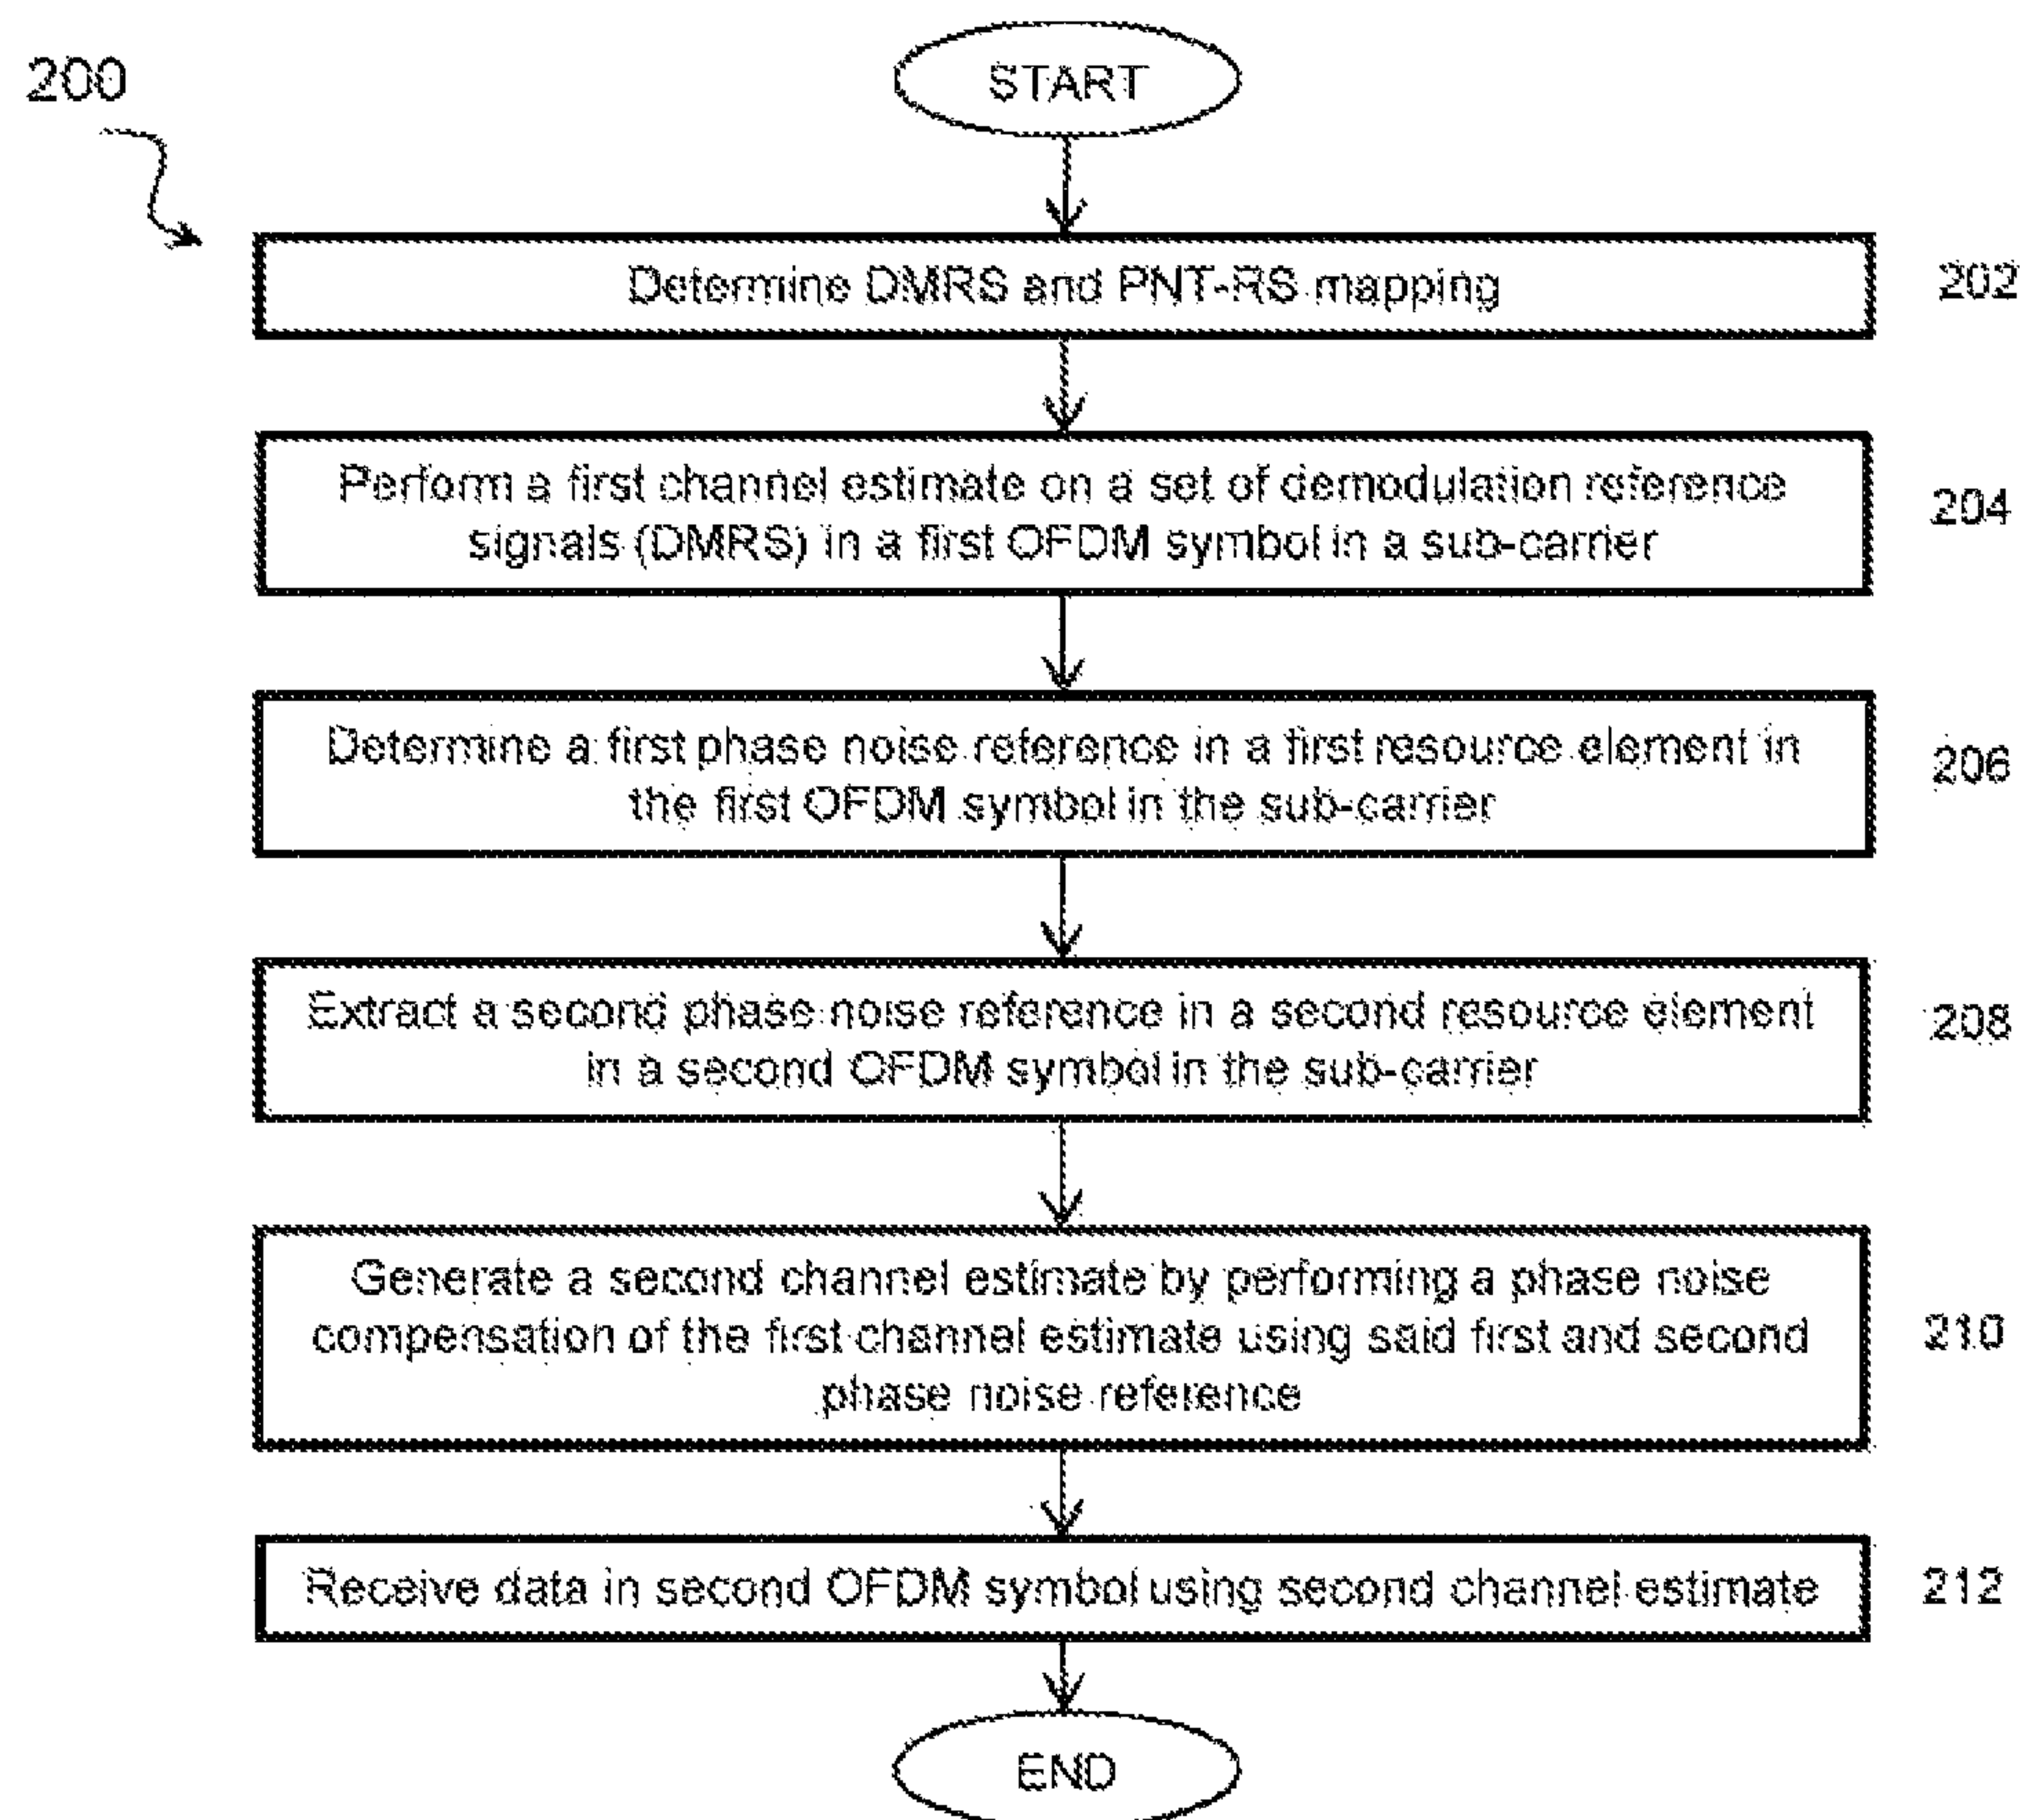 200
START
Determine DMRS and PNT-RS mapping
202
Perform a first channel estimate on a set of demodulation reference
signals (DMRS) in a first OFDM symbol in a sub-carrier
204
Determine a first phase noise reference in a first resource element in
the first OFDM symbol in the sub-carrier
206
Extract a second phase noise reference in a second resource element
in a second OFDM symbol in the sub-carrier
208
Generate a second channel estimate by performing a phase noise
compensation of the first channel estimate using said first and second
phase noise reference
210
Receive data in second OFDM symbol using second channel estimate
212
END